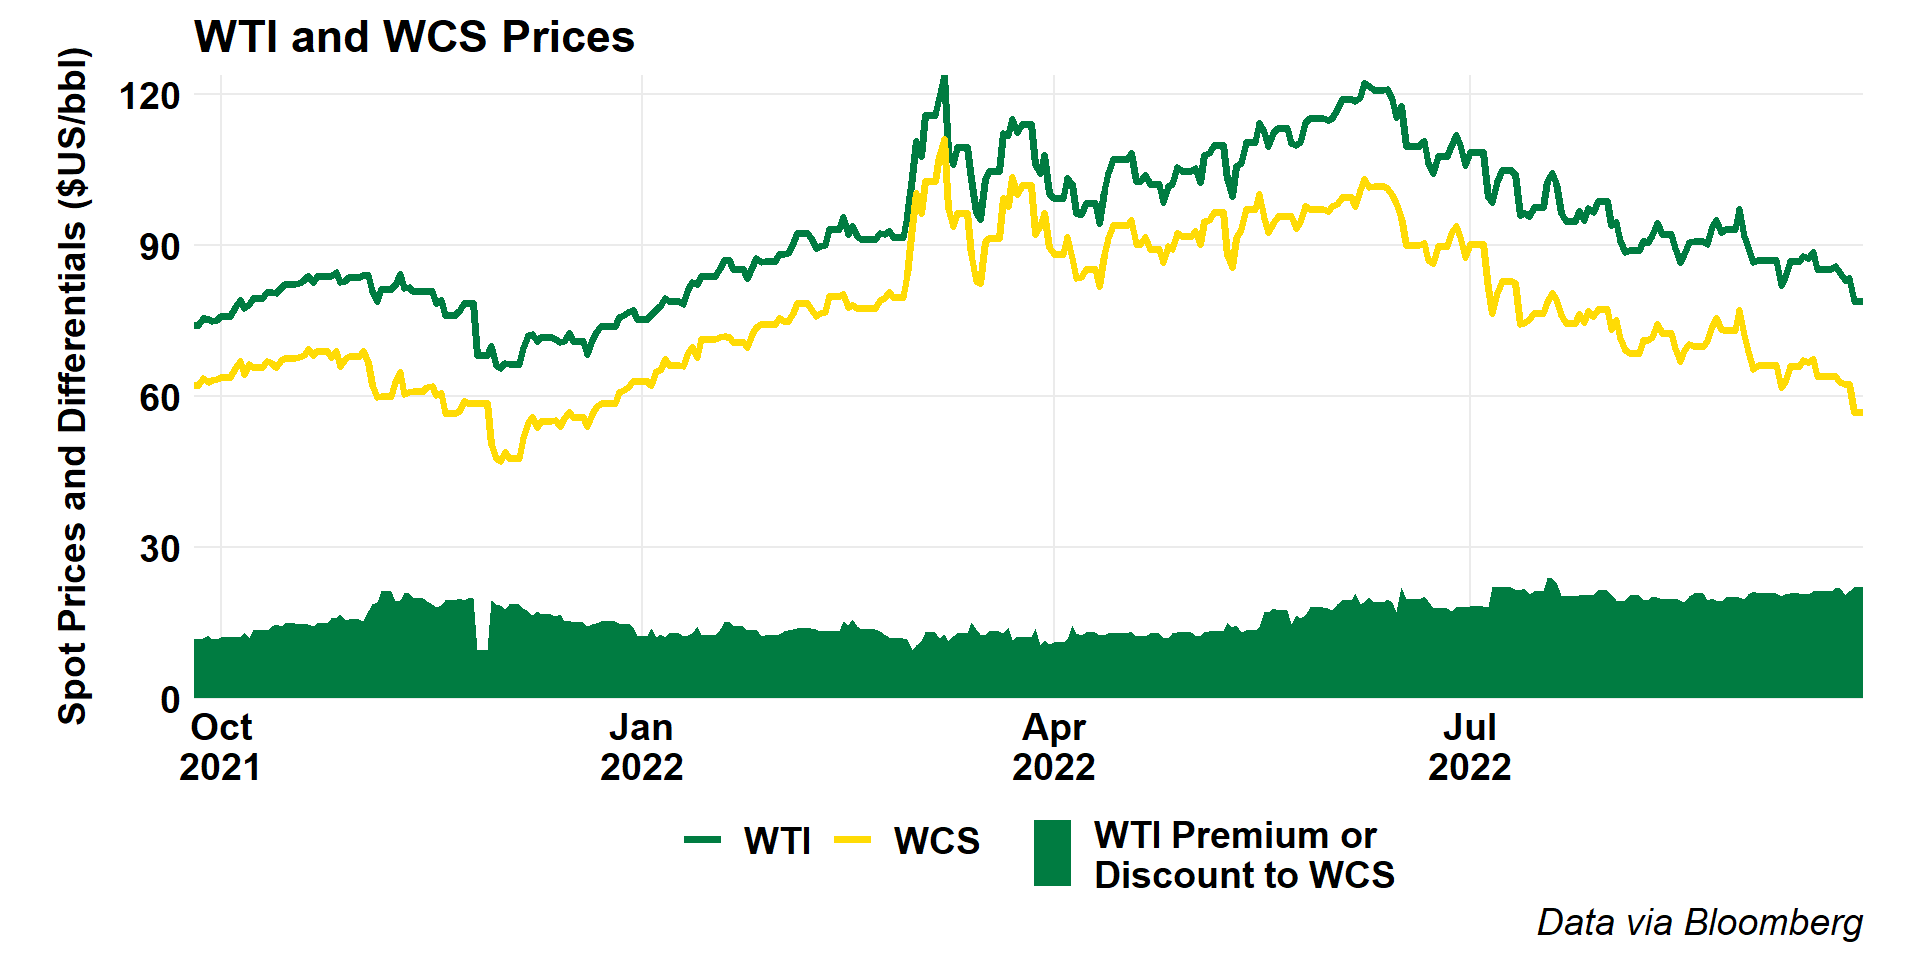 WTI and WCS Prices
Spot Prices and Differentials ($US/bbl)
120
90
60
30
0
Oct
2021
Jan
2022
Apr
2022
Jul
2022
WTI
WCS
WTI Premium or
Discount to WCS
Data via Bloomberg